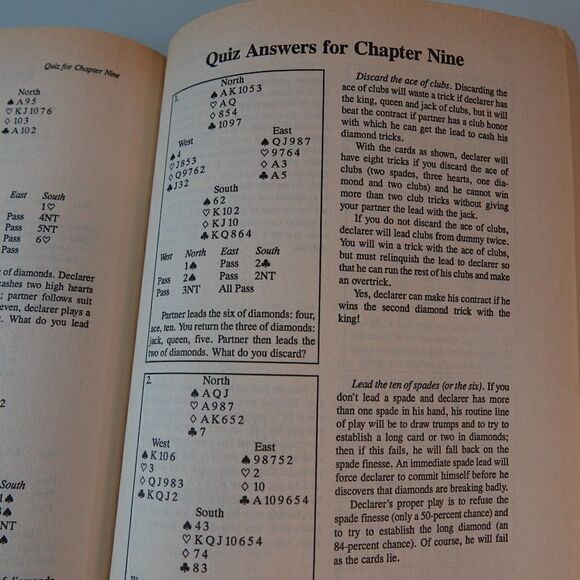 Quiz for Chapter Nine
North
♠ A95
♡ KJ1076
◇ 103
♣ A102
East South
1♡
Pass 4NT
Pass 5NT
Pass 6♡
Pass
of diamonds. Declarer
cashes two high hearts
; partner follows suit
even, declarer plays a
t. What do you lead
2
South
1♠
3♠
NT
♠
Quiz Answers for Chapter Nine
1.
North
♠ AK1053
♡ AQ
◇ 854
♣ 1097
West
♠ 4
♡ J853
◇ Q9762
♣ J32
East
♠ QJ987
♡ 9764
◇ A3
♣ A5
South
♠ 62
♡ K102
◇ KJ10
♣ KQ864
West North East South
1♠ Pass 2♣
Pass 2♠ Pass 2NT
Pass 3NT All Pass
Partner leads the six of diamonds: four,
ace, ten. You return the three of diamonds:
jack, queen, five. Partner then leads the
two of diamonds. What do you discard?
Discard the ace of clubs. Discarding the
ace of clubs will waste a trick if declarer has
the king, queen and jack of clubs, but it will
beat the contract if partner has a club honor
with which he can get the lead to cash his
diamond tricks.
With the cards as shown, declarer will
have eight tricks if you discard the ace of
clubs (two spades, three hearts, one dia-
mond and two clubs) and he cannot win
more than two club tricks without giving
your partner the lead with the jack.
If you do not discard the ace of clubs,
declarer will lead clubs from dummy twice.
You will win a trick with the ace of clubs,
but must relinquish the lead to declarer so
that he can run the rest of his clubs and make
an overtrick.
Yes, declarer can make his contract if he
wins the second diamond trick with the
king!
2.
North
♠ AQJ
♡ A987
◇ AK652
♣ 7
West
♠ K106
♡ 3
◇ QJ983
♣ KQJ2
East
♠ 98752
♡ 2
◇ 10
♣ A109654
South
♠ 43
♡ KQJ10654
◇ 74
♣ 83
Lead the ten of spades (or the six). If you
don't lead a spade and declarer has more
than one spade in his hand, his routine line
of play will be to draw trumps and to try to
establish a long card or two in diamonds;
then if this fails, he will fall back on the
spade finesse. An immediate spade lead will
force declarer to commit himself before he
discovers that diamonds are breaking badly.
Declarer's proper play is to refuse the
spade finesse (only a 50-percent chance) and
to try to establish the long diamond (an
84-percent chance). Of course, he will fail
as the cards lie.